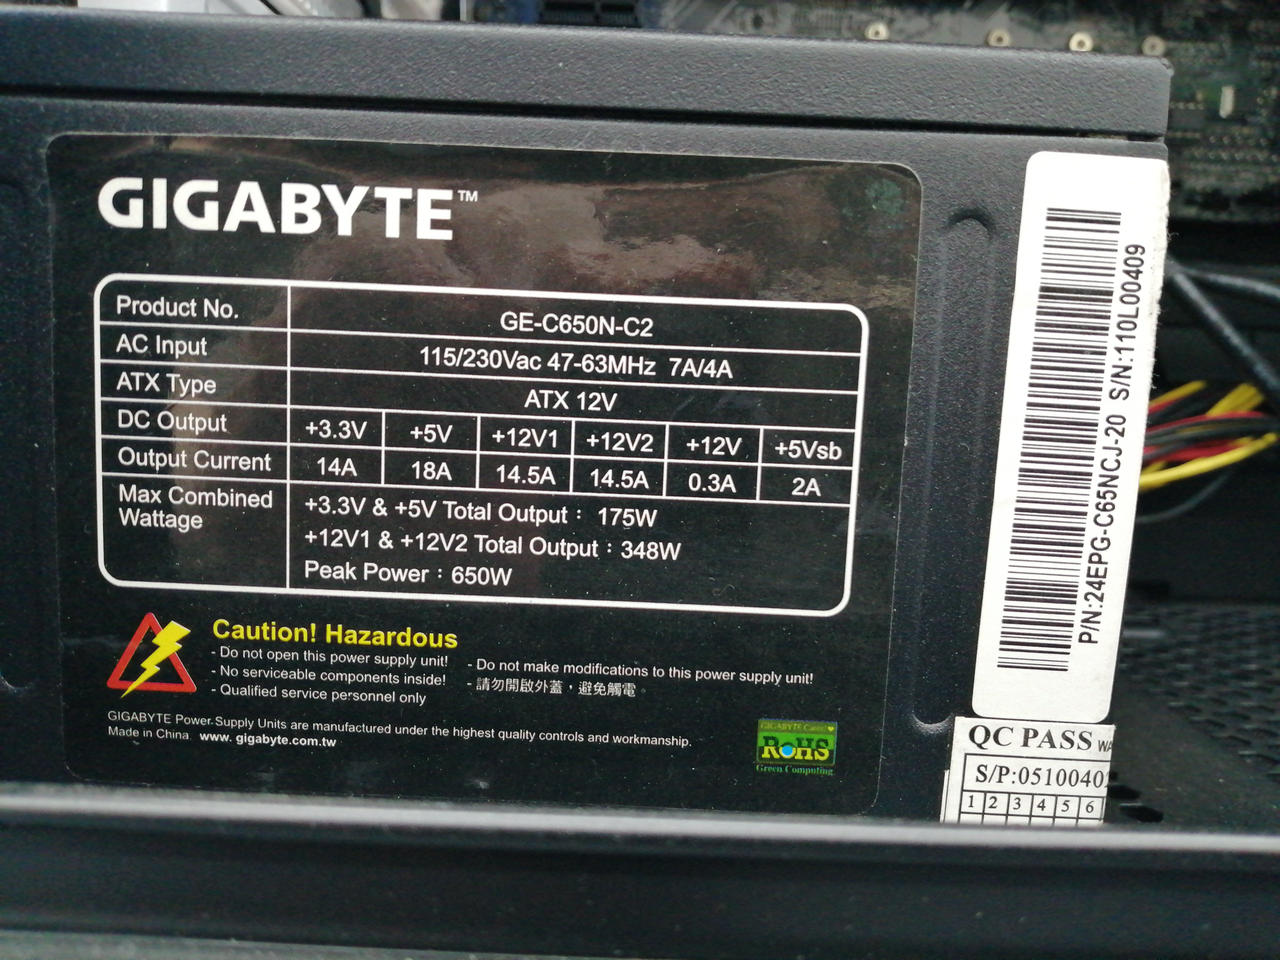 GIGABYTE™
Product No. GE-C650N-C2
AC Input 115/230Vac 47-63MHz 7A/4A
ATX Type ATX 12V
DC Output +3.3V +5V +12V1 +12V2 +12V +5Vsb
Output Current 14A 18A 14.5A 14.5A 0.3A 2A
Max Combined Wattage +3.3V & +5V Total Output : 175W
+12V1 & +12V2 Total Output : 348W
Peak Power : 650W
Caution! Hazardous
- Do not open this power supply unit!
- No serviceable components inside!
- Qualified service personnel only
- Do not make modifications to this power supply unit!
- 請勿開啟外蓋，避免觸電。
GIGABYTE Power Supply Units are manufactured under the highest quality controls and workmanship.
Made in China www.gigabyte.com.tw
GIGABYTE Cares
RoHS
Green Computing
P/N:24EPG-C65NCJ-20 S/N:110L00409
QC PASS WA
S/P:0510040
1 2 3 4 5 6